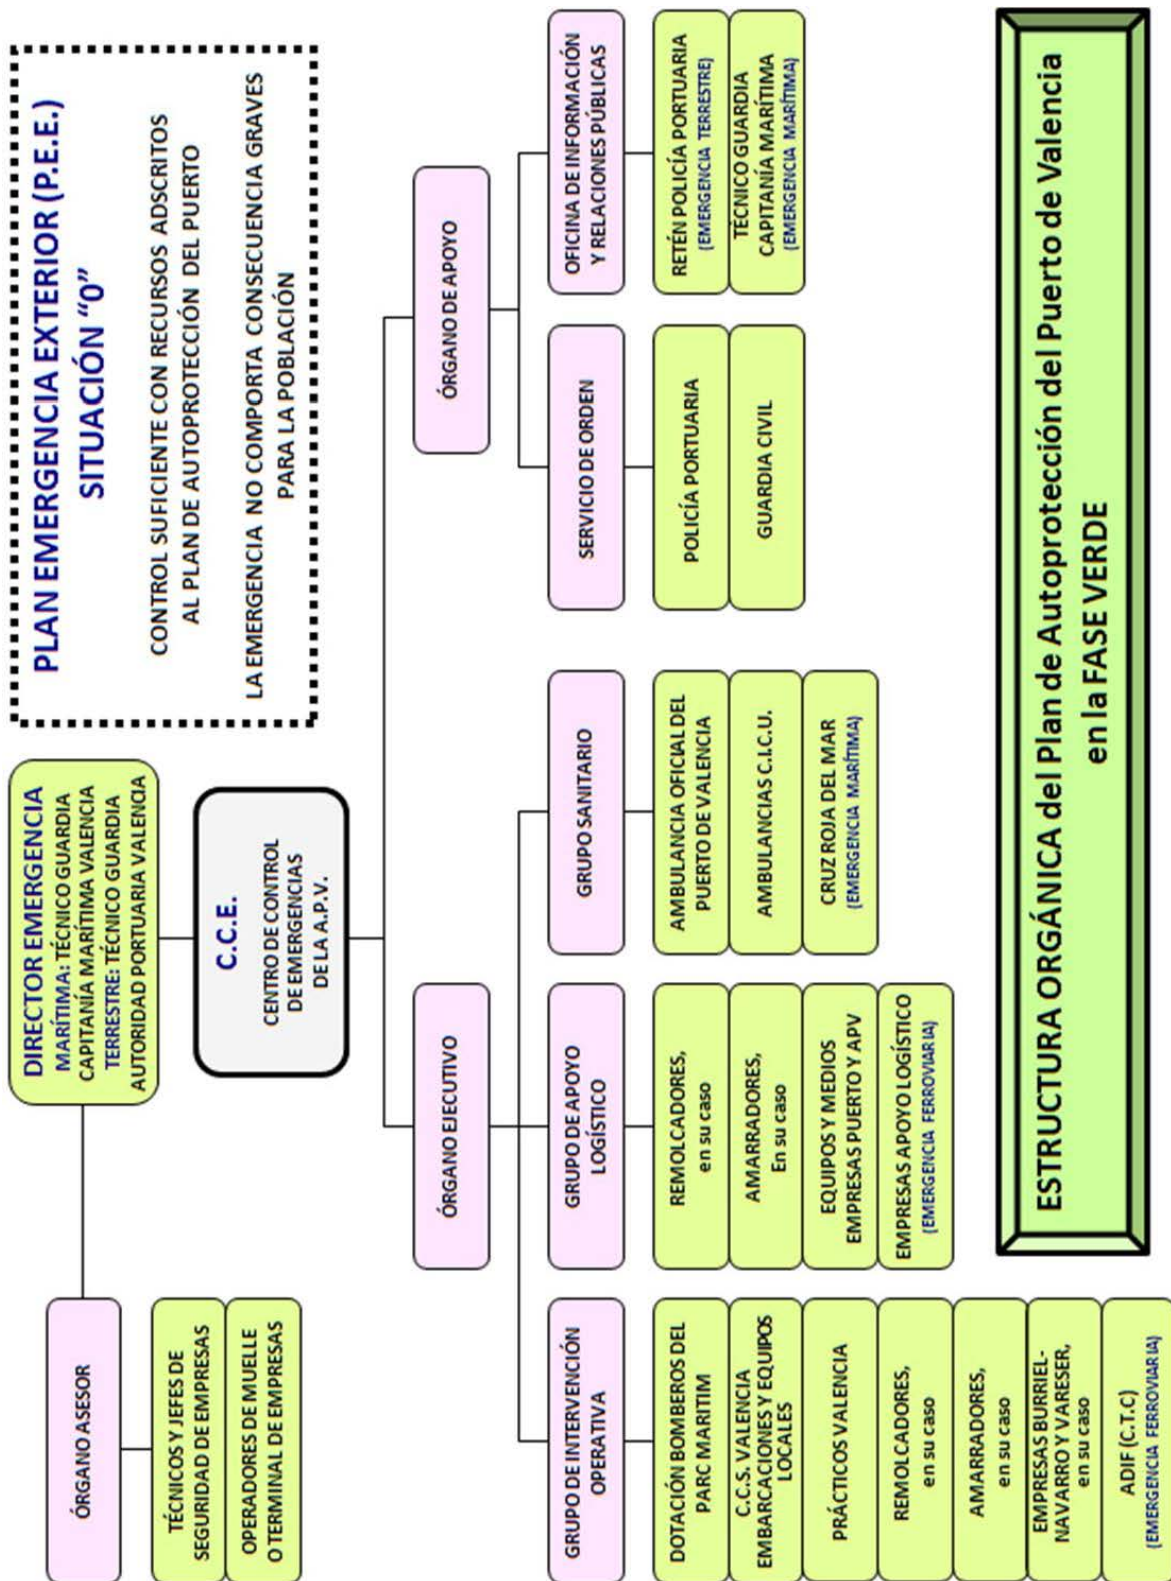 DIRECTOR EMERGENCIA
MARÍTIMA: TÉCNICO GUARDIA
CAPITANÍA MARÍTIMA VALENCIA
TERRESTRE: TÉCNICO GUARDIA
AUTORIDAD PORTUARIA VALENCIA
PLAN EMERGENCIA EXTERIOR (P.E.E.)
SITUACIÓN "0"
CONTROL SUFICIENTE CON RECURSOS ADSCRITOS
AL PLAN DE AUTOPROTECCIÓN DEL PUERTO
LA EMERGENCIA NO COMPORTA CONSECUENCIA GRAVES
PARA LA POBLACIÓN
ÓRGANO ASESOR
TÉCNICOS Y JEFES DE
SEGURIDAD DE EMPRESAS
OPERADORES DE MUELLE
O TERMINAL DE EMPRESAS
C.C.E.
CENTRO DE CONTROL
DE EMERGENCIAS
DE LA A.P.V.
ÓRGANO EJECUTIVO
ÓRGANO DE APOYO
GRUPO DE INTERVENCIÓN
OPERATIVA
DOTACIÓN BOMBEROS DEL
PARC MARITIM
C.C.S. VALENCIA
EMBARCACIONES Y EQUIPOS
LOCALES
PRÁCTICOS VALENCIA
REMOLCADORES,
en su caso
AMARRADORES,
en su caso
EMPRESAS BURRIEL-
NAVARRO Y VARESER,
en su caso
ADIF (C.T.C)
(EMERGENCIA FERROVIARIA)
GRUPO DE APOYO
LOGÍSTICO
REMOLCADORES,
en su caso
AMARRADORES,
En su caso
EQUIPOS Y MEDIOS
EMPRESAS PUERTO Y APV
EMPRESAS APOYO LOGÍSTICO
(EMERGENCIA FERROVIARIA)
GRUPO SANITARIO
AMBULANCIA OFICIAL DEL
PUERTO DE VALENCIA
AMBULANCIAS C.I.C.U.
CRUZ ROJA DEL MAR
(EMERGENCIA MARÍTIMA)
SERVICIO DE ORDEN
POLICÍA PORTUARIA
GUARDIA CIVIL
OFICINA DE INFORMACIÓN
Y RELACIONES PÚBLICAS
RETÉN POLICÍA PORTUARIA
(EMERGENCIA TERRESTRE)
TÉCNICO GUARDIA
CAPITANÍA MARÍTIMA
(EMERGENCIA MARÍTIMA)
ESTRUCTURA ORGÁNICA del Plan de Autoprotección del Puerto de Valencia
en la FASE VERDE